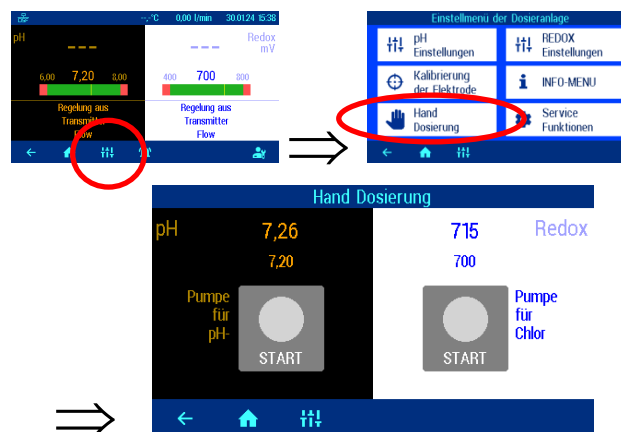 --,-°C 0,00 l/min 30.01.24 15:38
pH
---
6,00 7,20 8,00
Regelung aus
Transmitter
Flow
Redox
mV
---
400 700 800
Regelung aus
Transmitter
Flow
Einstellmenü der Dosieranlage
pH
Einstellungen
REDOX
Einstellungen
Kalibrierung
der Elektrode
INFO-MENU
Hand
Dosierung
Service
Funktionen
Hand Dosierung
pH
7,26
7,20
Pumpe
für
pH-
START
715
Redox
700
START
Pumpe
für
Chlor